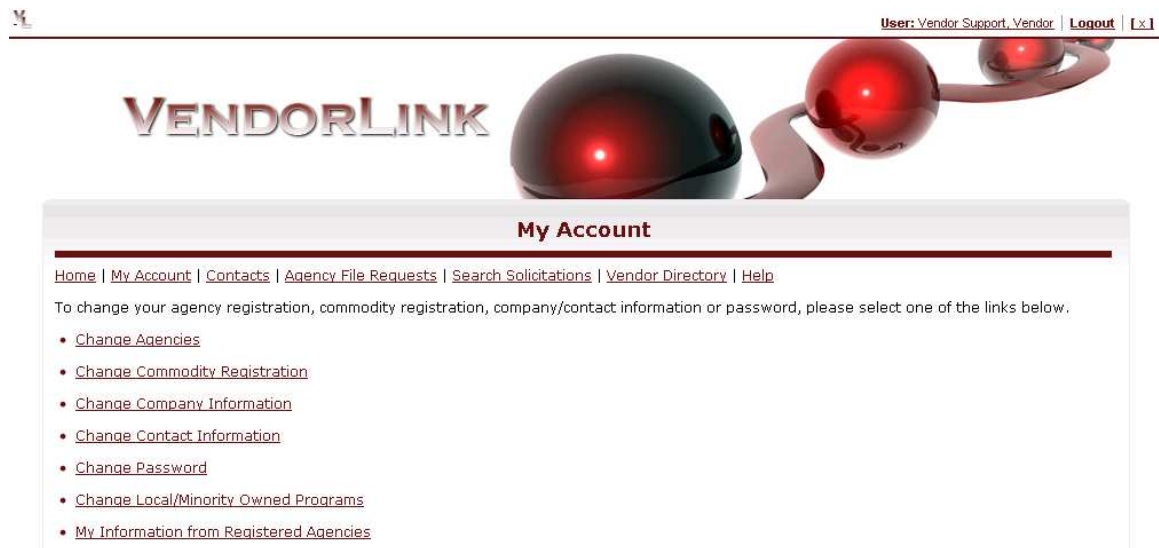 VL
User: Vendor Support, Vendor | Logout | [ x ]
VENDORLINK
My Account
Home | My Account | Contacts | Agency File Requests | Search Solicitations | Vendor Directory | Help
To change your agency registration, commodity registration, company/contact information or password, please select one of the links below.
• Change Agencies
• Change Commodity Registration
• Change Company Information
• Change Contact Information
• Change Password
• Change Local/Minority Owned Programs
• My Information from Registered Agencies